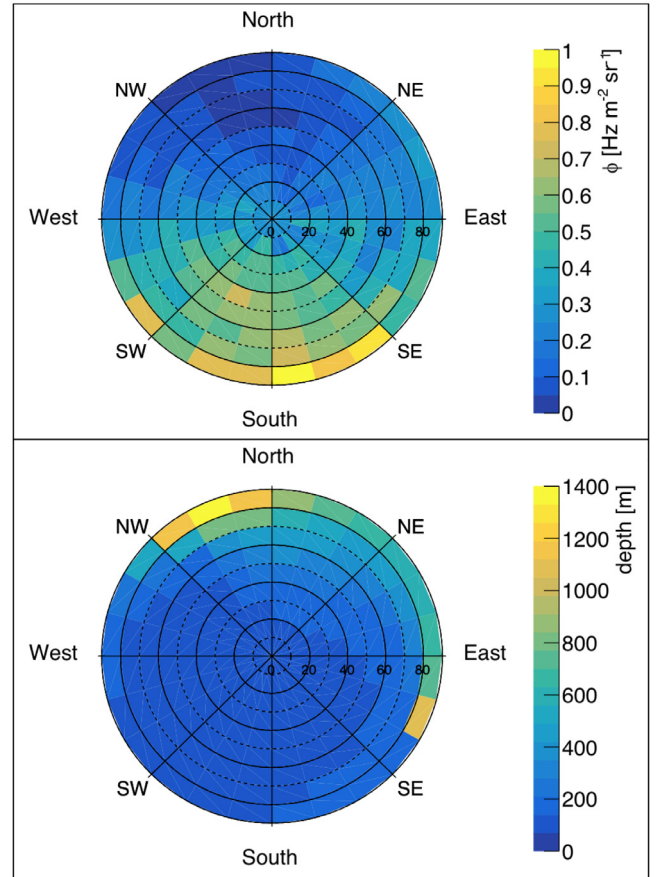 North
NW
NE
West
East
0 20 40 60 80
SW
SE
South
1
0.9
0.8
0.7
0.6
0.5
0.4
0.3
0.2
0.1
0
ϕ [Hz m⁻² sr⁻¹]
North
NW
NE
West
East
0 20 40 60 80
SW
SE
South
1400
1200
1000
800
600
400
200
0
depth [m]